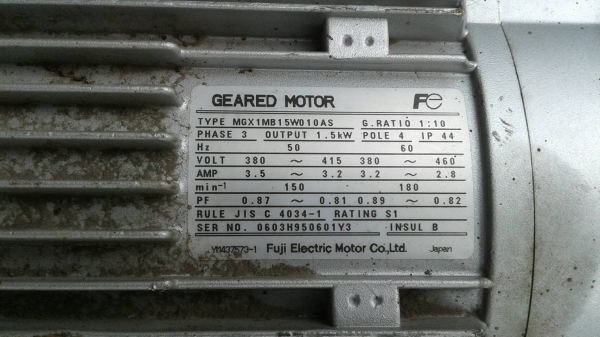 GEARED MOTOR Fe
TYPE MGX1MB15W010AS G.RATIO 1:10
PHASE 3 OUTPUT 1.5kW POLE 4 IP 44
Hz 50 60
VOLT 380 ~ 415 380 ~ 460
AMP 3.5 ~ 3.2 3.2 ~ 2.8
min⁻¹ 150 180
PF 0.87 ~ 0.81 0.89 ~ 0.82
RULE JIS C 4034-1 RATING S1
SER NO. 0603H950601Y3 INSUL B
YM437573-1 Fuji Electric Motor Co.,Ltd. Japan